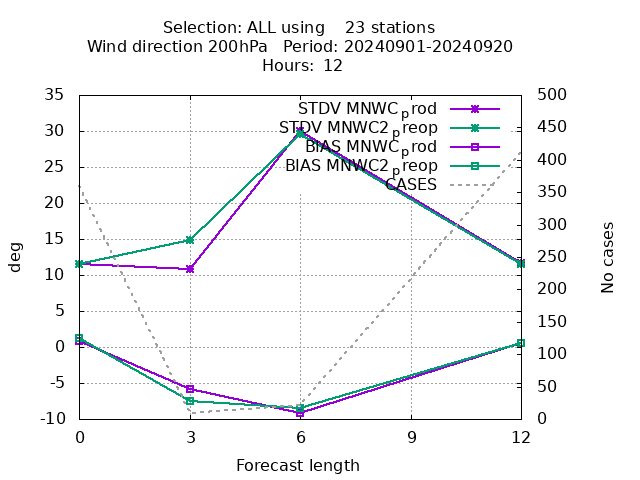 Selection: ALL using    23 stations
Wind direction 200hPa   Period: 20240901-20240920
Hours:  12
STDV MNWC_prod
STDV MNWC2_preop
BIAS MNWC_prod
BIAS MNWC2_preop
CASES
35
30
25
20
15
10
5
0
-5
-10
deg
500
450
400
350
300
250
200
150
100
50
0
No cases
0 3 6 9 12
Forecast length